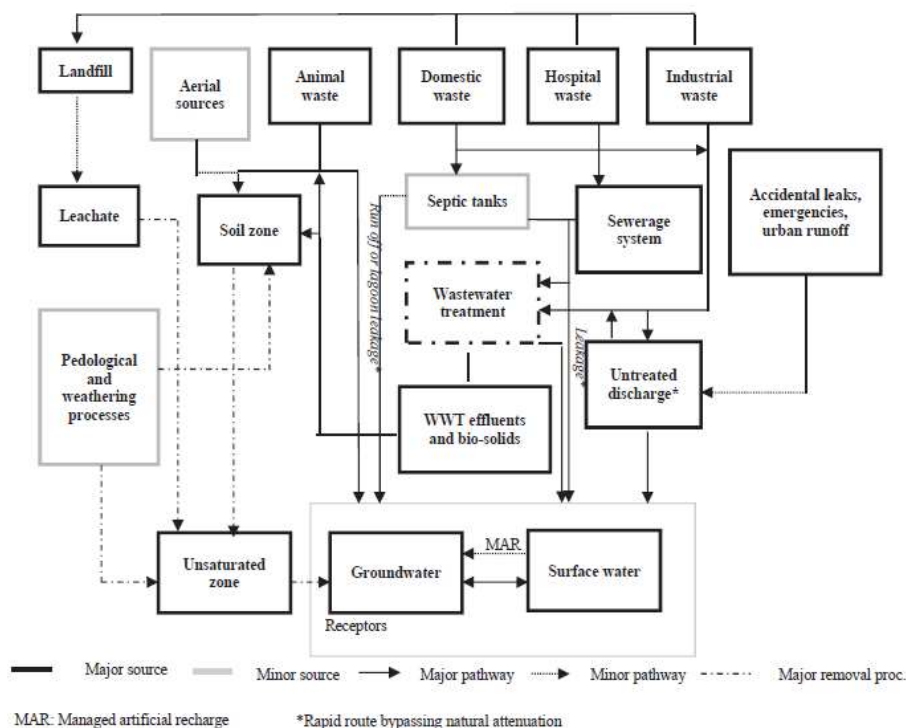 Landfill
Aerial
sources
Animal
waste
Domestic
waste
Hospital
waste
Industrial
waste
Leachate
Soil zone
Septic tanks
Sewerage
system
Accidental leaks,
emergencies,
urban runoff
Run off or lagoon leakage*
Wastewater
treatment
Leakage*
Pedological
and
weathering
processes
WWT effluents
and bio-solids
Untreated
discharge*
Unsaturated
zone
Groundwater
MAR
Surface water
Receptors
Major source
Minor source
Major pathway
Minor pathway
Major removal proc.
MAR: Managed artificial recharge
*Rapid route bypassing natural attenuation